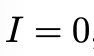 I = 0,